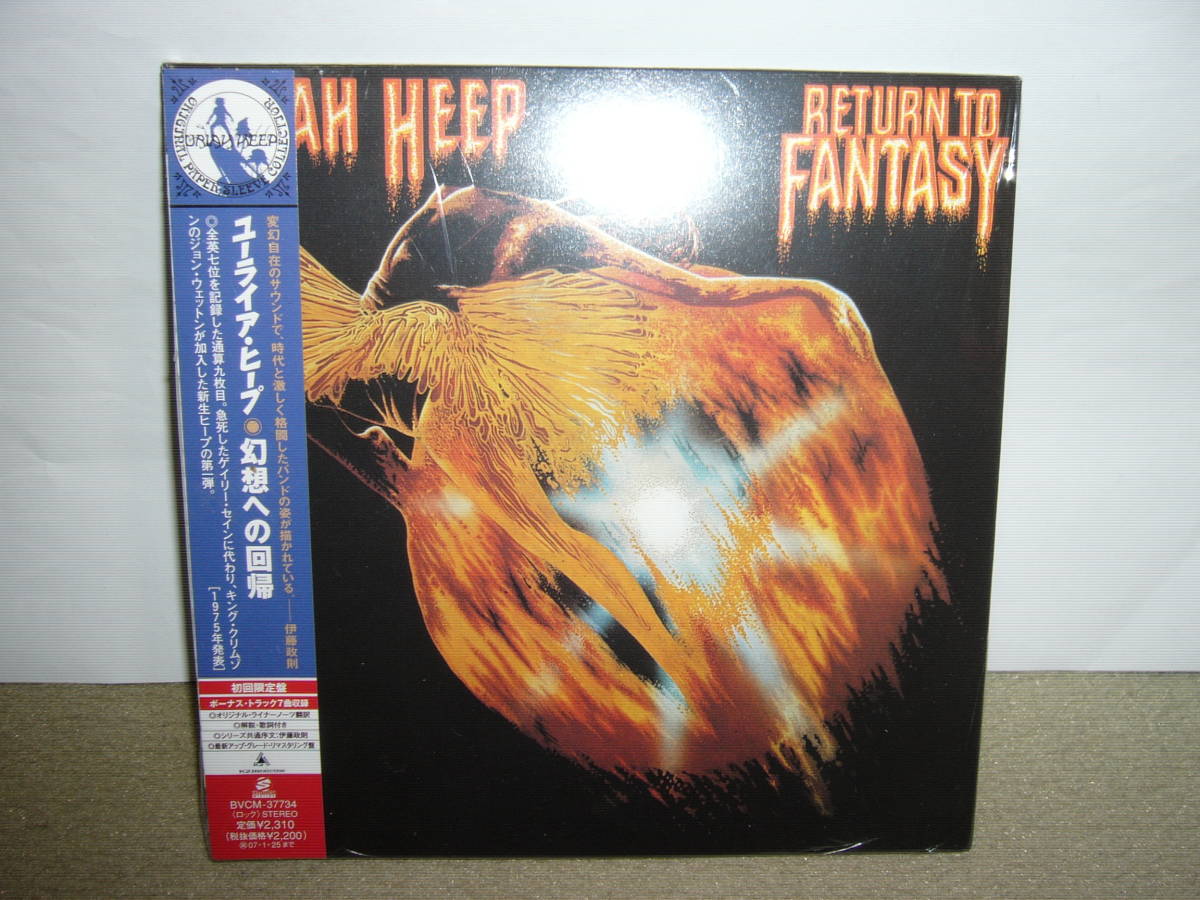 AH HEEP
RETURN TO
FANTASY
ORIGINAL PAPER SLEEVE COLLECTION
URIAH HEEP
変幻自在のサウンドで、時代と激しく格闘したバンドの姿が描かれている。——伊藤政則
ユーライア・ヒープ◉幻想への回帰
◎全英七位を記録した通算九枚目。急死したゲイリー・セインに代わり、キング・クリムゾ
ンのジョン・ウェットンが加入した新生ヒープの第一弾。
[1975年発表]
初回限定盤
ボーナス・トラック7曲収録
◎オリジナル・ライナーノーツ翻訳
◎解説・歌詞付き
◎シリーズ共通序文:伊藤政則
◎最新アップ・グレード・リマスタリング盤
BVCM-37734
〈ロック〉STEREO
定価¥2,310
(税抜価格¥2,200)
07・1・25まで